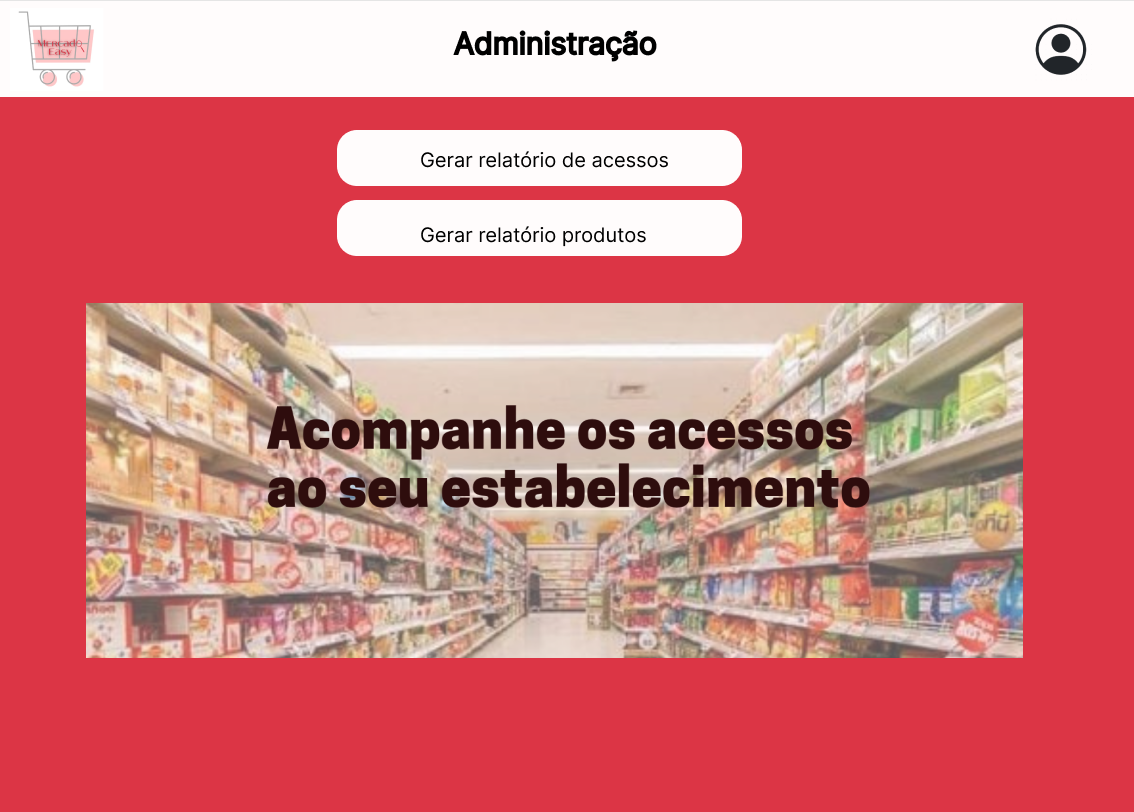 Mercado
Easy
Administração
Gerar relatório de acessos
Gerar relatório produtos
Acompanhe os acessos
ao seu estabelecimento